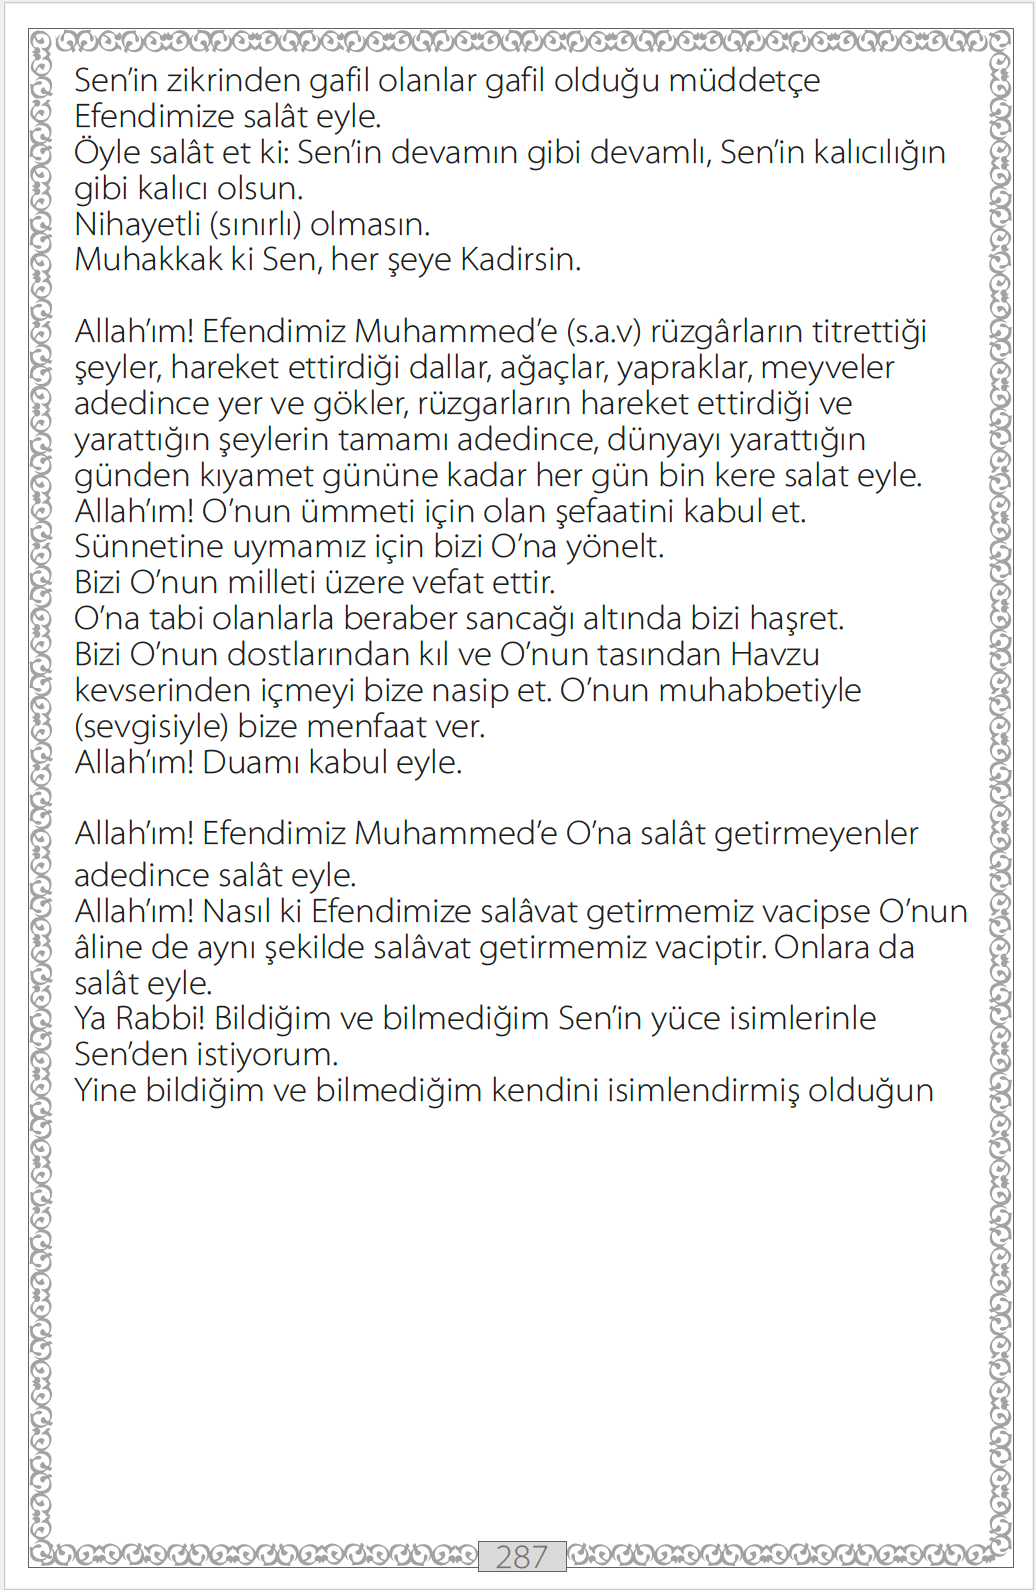 Sen’in zikrinden gafil olanlar gafil olduğu müddetçe
Efendimize salât eyle.
Öyle salât et ki: Sen’in devamın gibi devamlı, Sen’in kalıcılığın
gibi kalıcı olsun.
Nihayetli (sınırlı) olmasın.
Muhakkak ki Sen, her şeye Kadirsin.
Allah’ım! Efendimiz Muhammed’e (s.a.v) rüzgârların titrettiği
şeyler, hareket ettirdiği dallar, ağaçlar, yapraklar, meyveler
adedince yer ve gökler, rüzgarların hareket ettirdiği ve
yarattığın şeylerin tamamı adedince, dünyayı yarattığın
günden kıyamet gününe kadar her gün bin kere salat eyle.
Allah’ım! O’nun ümmeti için olan şefaatini kabul et.
Sünnetine uymamız için bizi O’na yönelt.
Bizi O’nun milleti üzere vefat ettir.
O’na tabi olanlarla beraber sancağı altında bizi haşret.
Bizi O’nun dostlarından kıl ve O’nun tasından Havzu
kevserinden içmeyi bize nasip et. O’nun muhabbetiyle
(sevgisiyle) bize menfaat ver.
Allah’ım! Duamı kabul eyle.
Allah’ım! Efendimiz Muhammed’e O’na salât getirmeyenler
adedince salât eyle.
Allah’ım! Nasıl ki Efendimize salâvat getirmemiz vacipse O’nun
âline de aynı şekilde salâvat getirmemiz vaciptir. Onlara da
salât eyle.
Ya Rabbi! Bildiğim ve bilmediğim Sen’in yüce isimlerinle
Sen’den istiyorum.
Yine bildiğim ve bilmediğim kendini isimlendirmiş olduğun
287